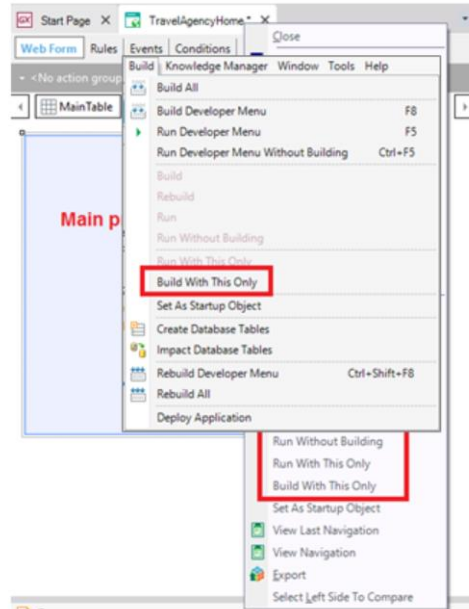 Start Page X TravelAgencyHome * X
Close
Web Form Rules Events Conditions
Build Knowledge Manager Window Tools Help
<No action group
Build All
MainTable
Build Developer Menu F8
Run Developer Menu F5
Run Developer Menu Without Building Ctrl+F5
Build
Rebuild
Main p
Run
Run Without Building
Run With This Only
Build With This Only
Set As Startup Object
Create Database Tables
Impact Database Tables
Rebuild Developer Menu Ctrl+Shift+F8
Rebuild All
Deploy Application
Run Without Building
Run With This Only
Build With This Only
Set As Startup Object
View Last Navigation
View Navigation
Export
Select Left Side To Compare